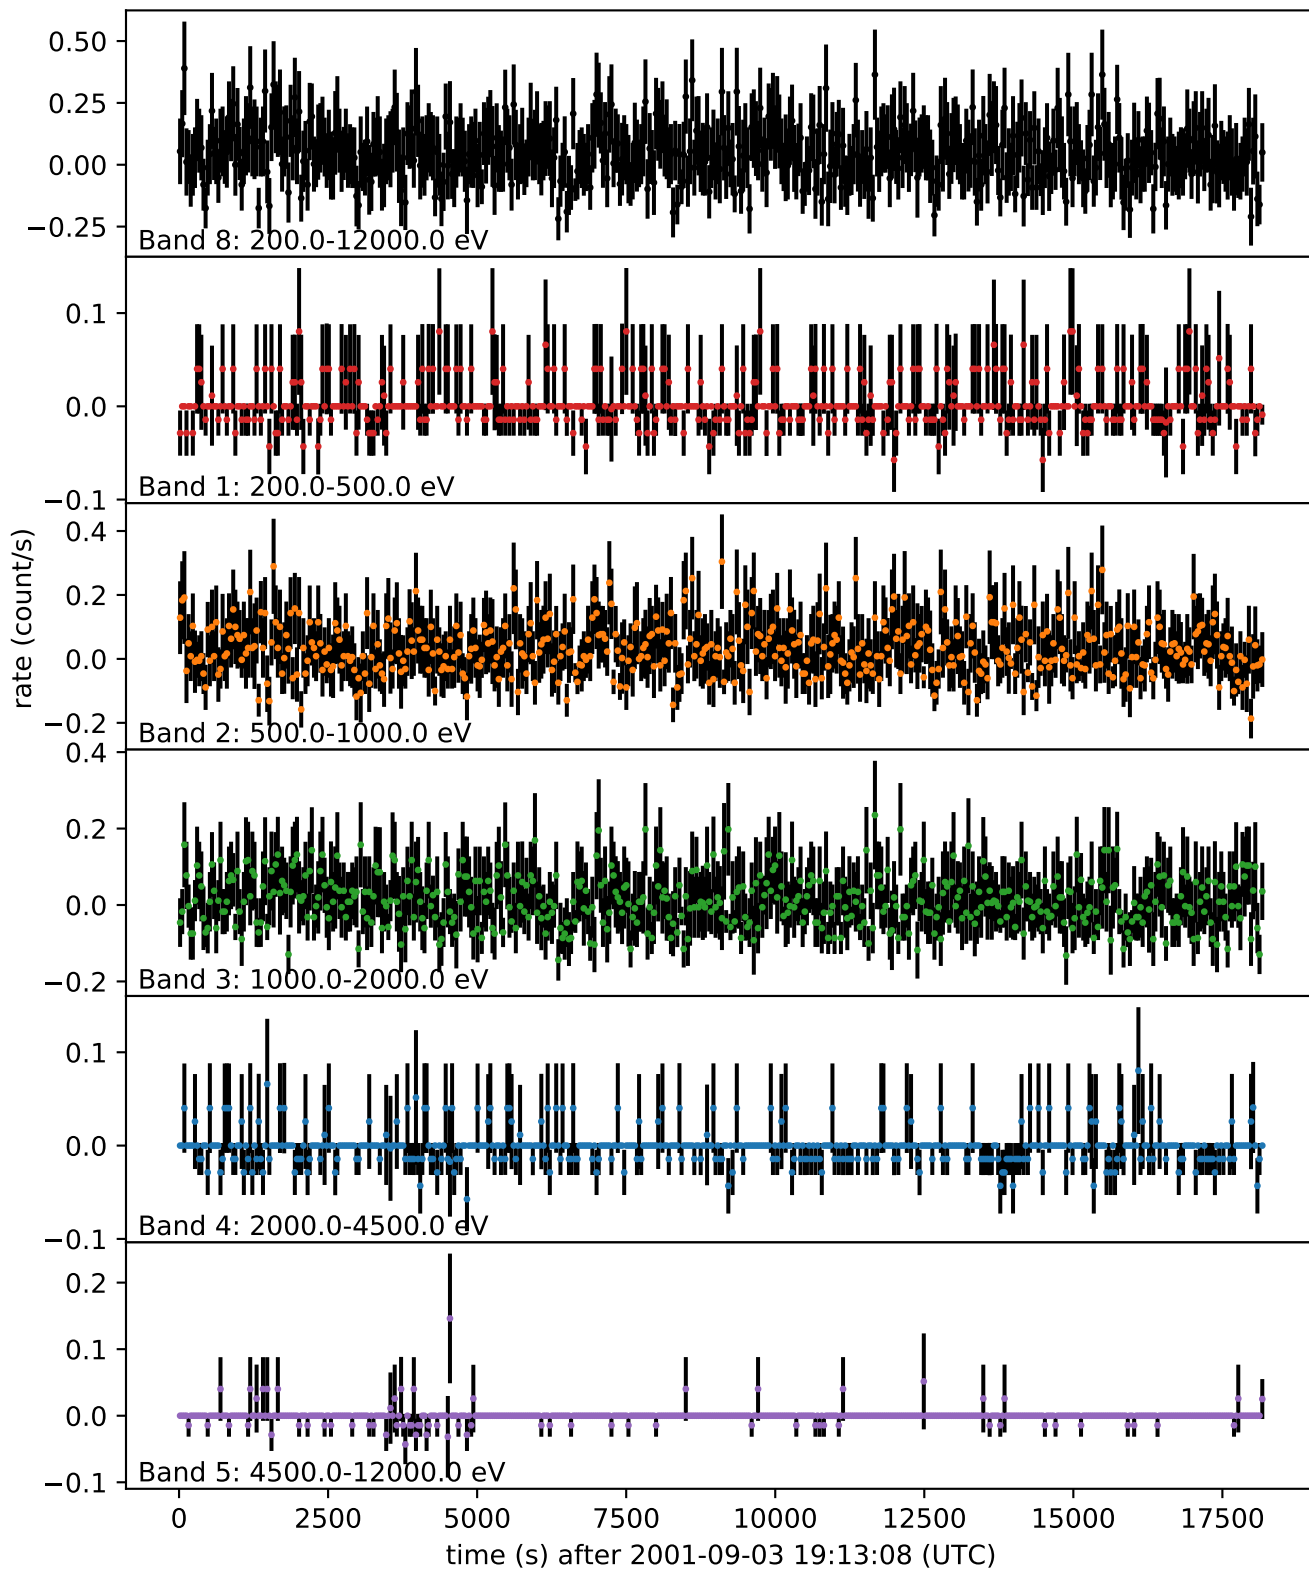 0.50
0.25
0.00
−0.25
Band 8: 200.0-12000.0 eV
0.1
0.0
−0.1
Band 1: 200.0-500.0 eV
0.4
0.2
0.0
−0.2
Band 2: 500.0-1000.0 eV
rate (count/s)
0.4
0.2
0.0
−0.2
Band 3: 1000.0-2000.0 eV
0.1
0.0
−0.1
Band 4: 2000.0-4500.0 eV
0.2
0.1
0.0
−0.1
Band 5: 4500.0-12000.0 eV
0 2500 5000 7500 10000 12500 15000 17500
time (s) after 2001-09-03 19:13:08 (UTC)